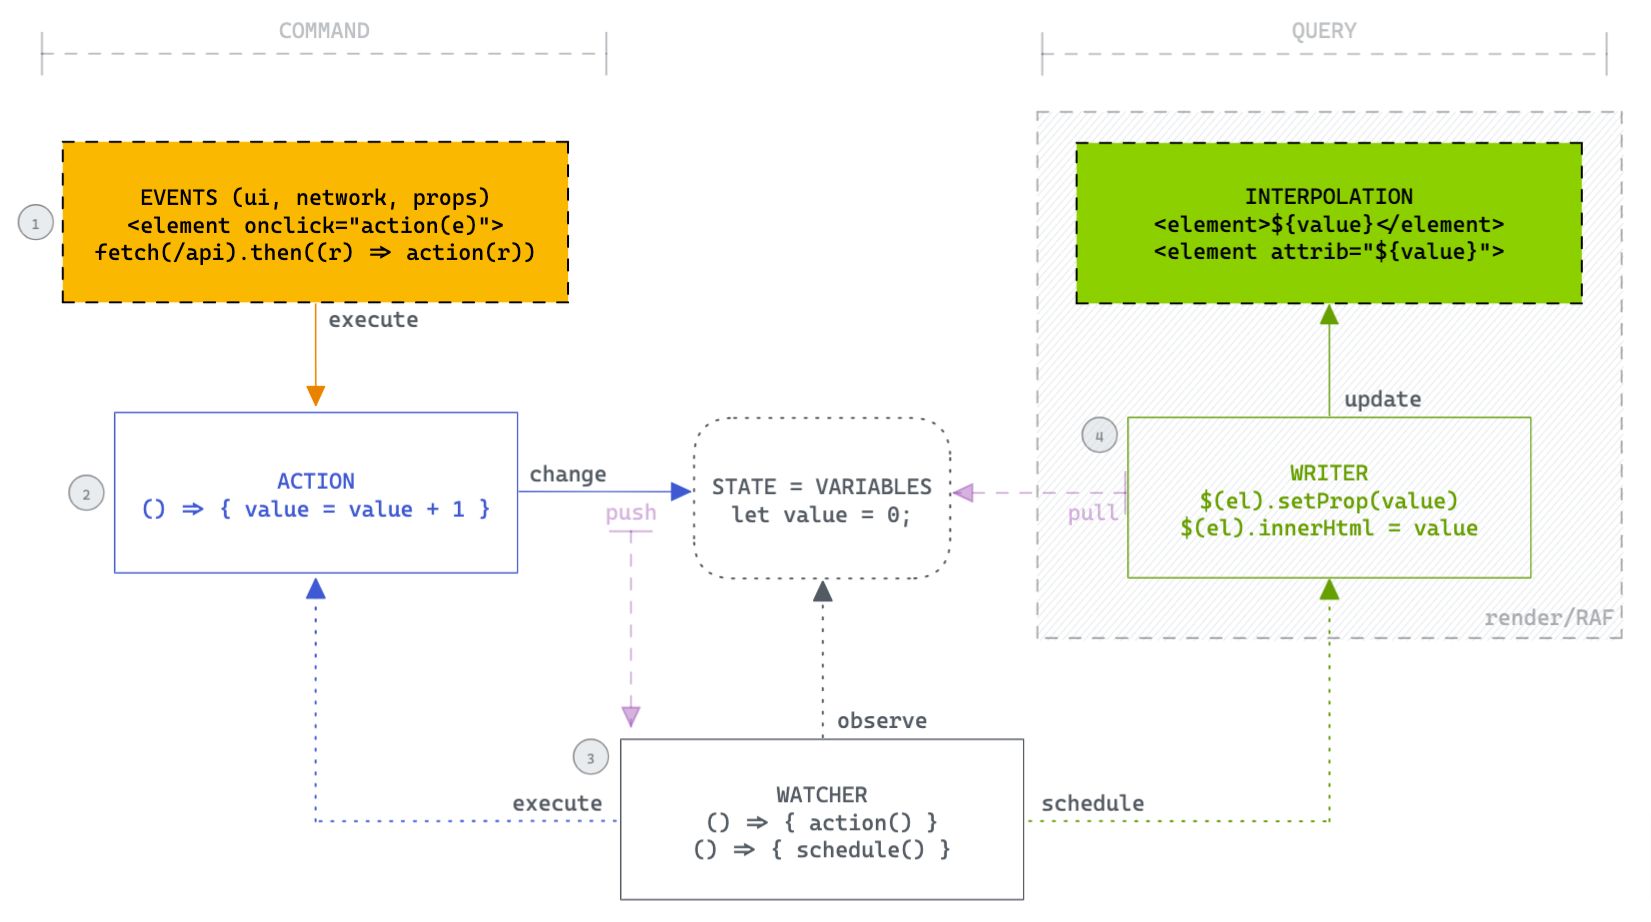 COMMAND
QUERY
1
EVENTS (ui, network, props)
<element onclick="action(e)">
fetch(/api).then((r) => action(r))
execute
INTERPOLATION
<element>${value}</element>
<element attrib="${value}">
update
2
ACTION
() => { value = value + 1 }
change
push
STATE = VARIABLES
let value = 0;
pull
4
WRITER
$(el).setProp(value)
$(el).innerHtml = value
render/RAF
observe
3
execute
WATCHER
() => { action() }
() => { schedule() }
schedule